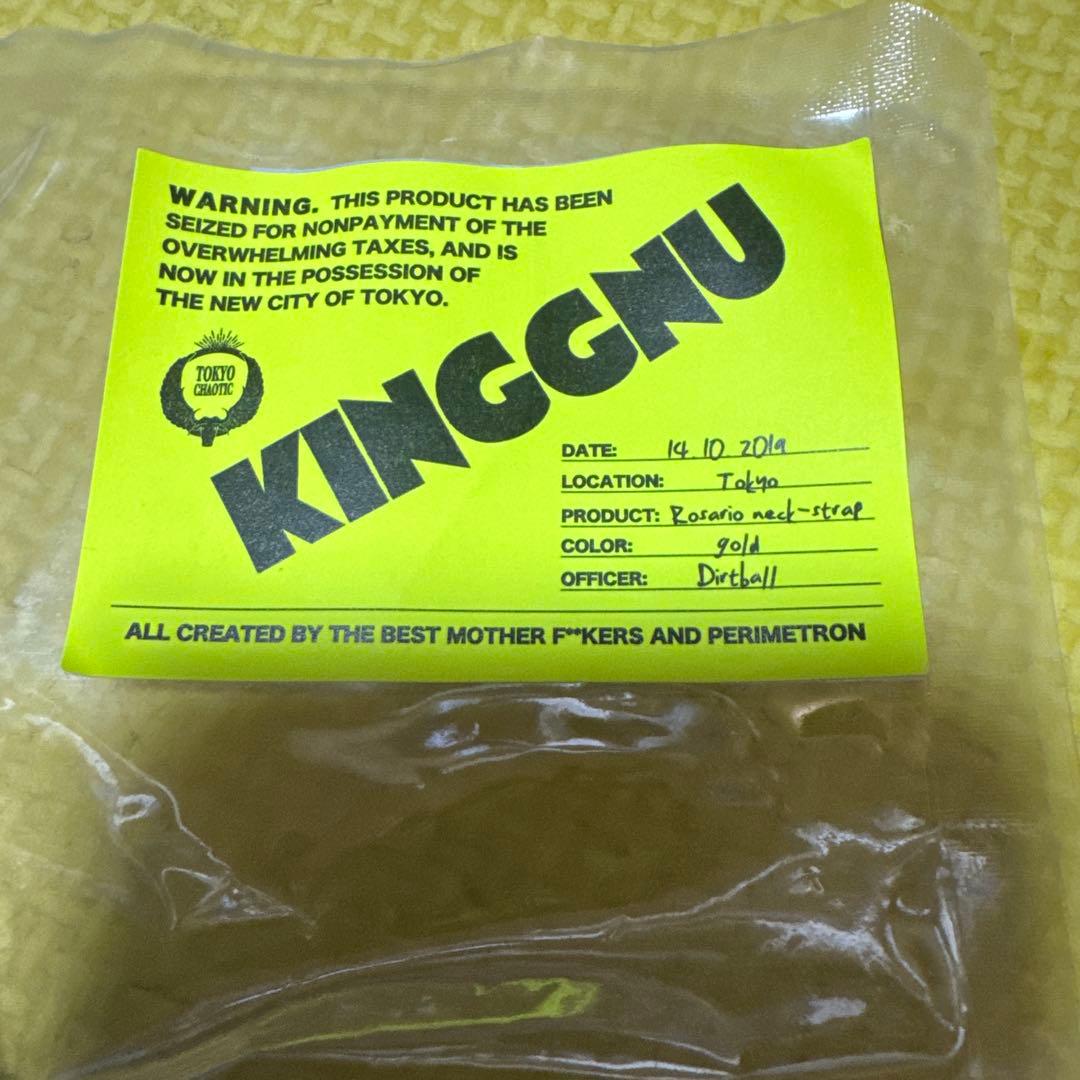 WARNING. THIS PRODUCT HAS BEEN
SEIZED FOR NONPAYMENT OF THE
OVERWHELMING TAXES, AND IS
NOW IN THE POSSESSION OF
THE NEW CITY OF TOKYO.
TOKYO
CHAOTIC
KINGGNU
DATE: 14.10.2019
LOCATION: Tokyo
PRODUCT: Rosario neck-strap
COLOR: gold
OFFICER: Dirtball
ALL CREATED BY THE BEST MOTHER F**KERS AND PERIMETRON